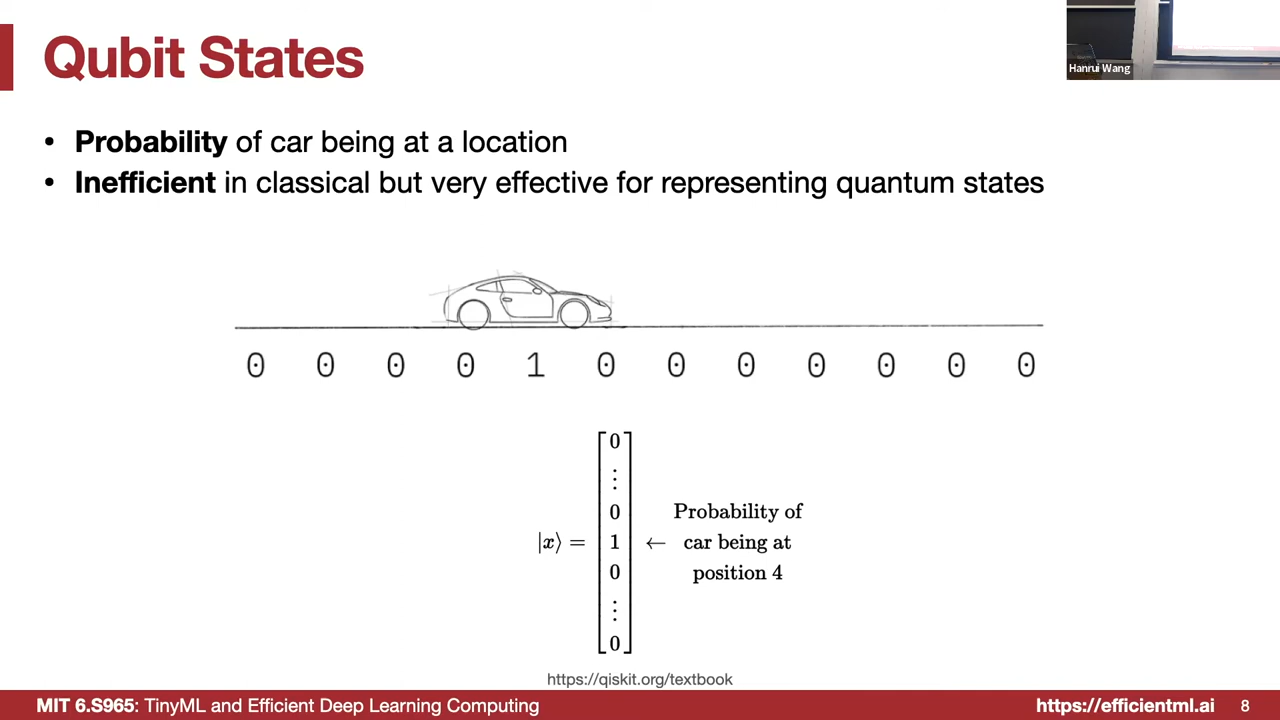 Qubit States
Hanrui Wang
• Probability of car being at a location
• Inefficient in classical but very effective for representing quantum states
0 0 0 0 1 0 0 0 0 0 0 0
|x⟩ =
0
⋮
0
1
0
⋮
0
← Probability of
car being at
position 4
https://qiskit.org/textbook
MIT 6.S965: TinyML and Efficient Deep Learning Computing
https://efficientml.ai
8